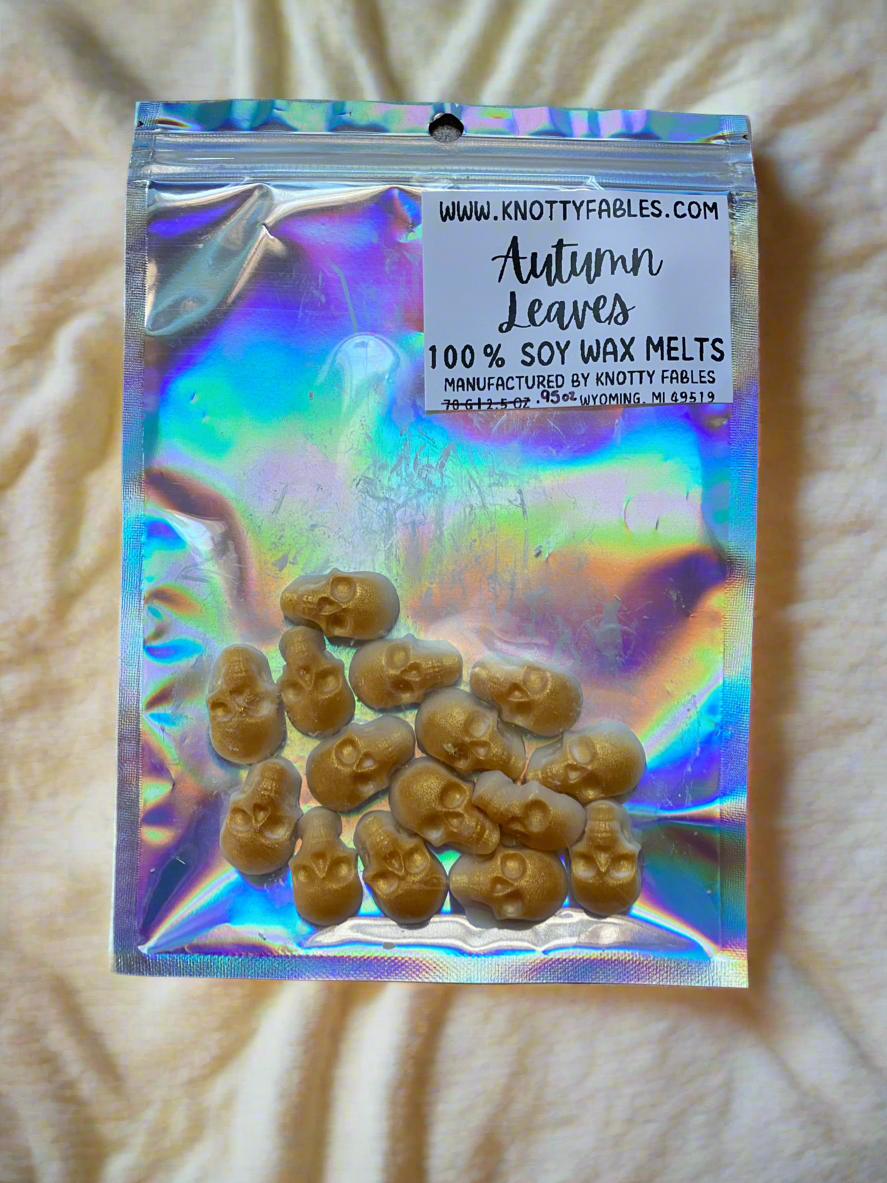 WWW.KNOTTYFABLES.COM
Autumn
Leaves
100% SOY WAX MELTS
MANUFACTURED BY KNOTTY FABLES
70 G | 2.5 OZ .95oz WYOMING, MI 49519